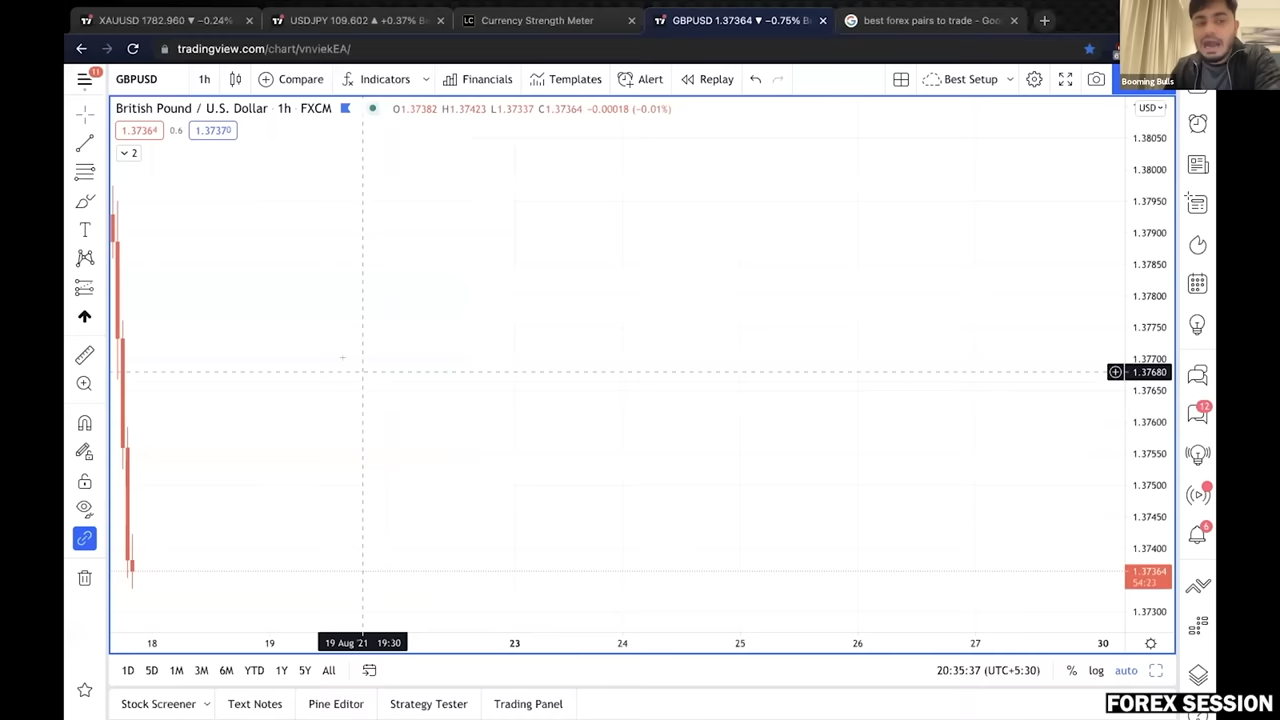 XAUUSD 1782.960 ▼ −0.24%
USDJPY 109.602 ▲ +0.37% B
LC Currency Strength Meter
GBPUSD 1.37364 ▼ −0.75% B
best forex pairs to trade - Goo
tradingview.com/chart/vnviekEA/
Booming Bulls
11
GBPUSD
1h
Compare
Indicators
Financials
Templates
Alert
Replay
Best Setup
British Pound / U.S. Dollar · 1h · FXCM
O1.37382 H1.37423 L1.37337 C1.37364 −0.00018 (−0.01%)
USD
1.37364 0.6 1.37370
2
1.38050
1.38000
1.37950
1.37900
1.37850
1.37800
1.37750
1.37700
1.37680
1.37650
1.37600
1.37550
1.37500
1.37450
1.37400
1.37364
54:23
1.37300
12
6
18 19 19 Aug '21 19:30 23 24 25 26 27 30
1D 5D 1M 3M 6M YTD 1Y 5Y All
20:35:37 (UTC+5:30) % log auto
Stock Screener Text Notes Pine Editor Strategy Tester Trading Panel
FOREX SESSION